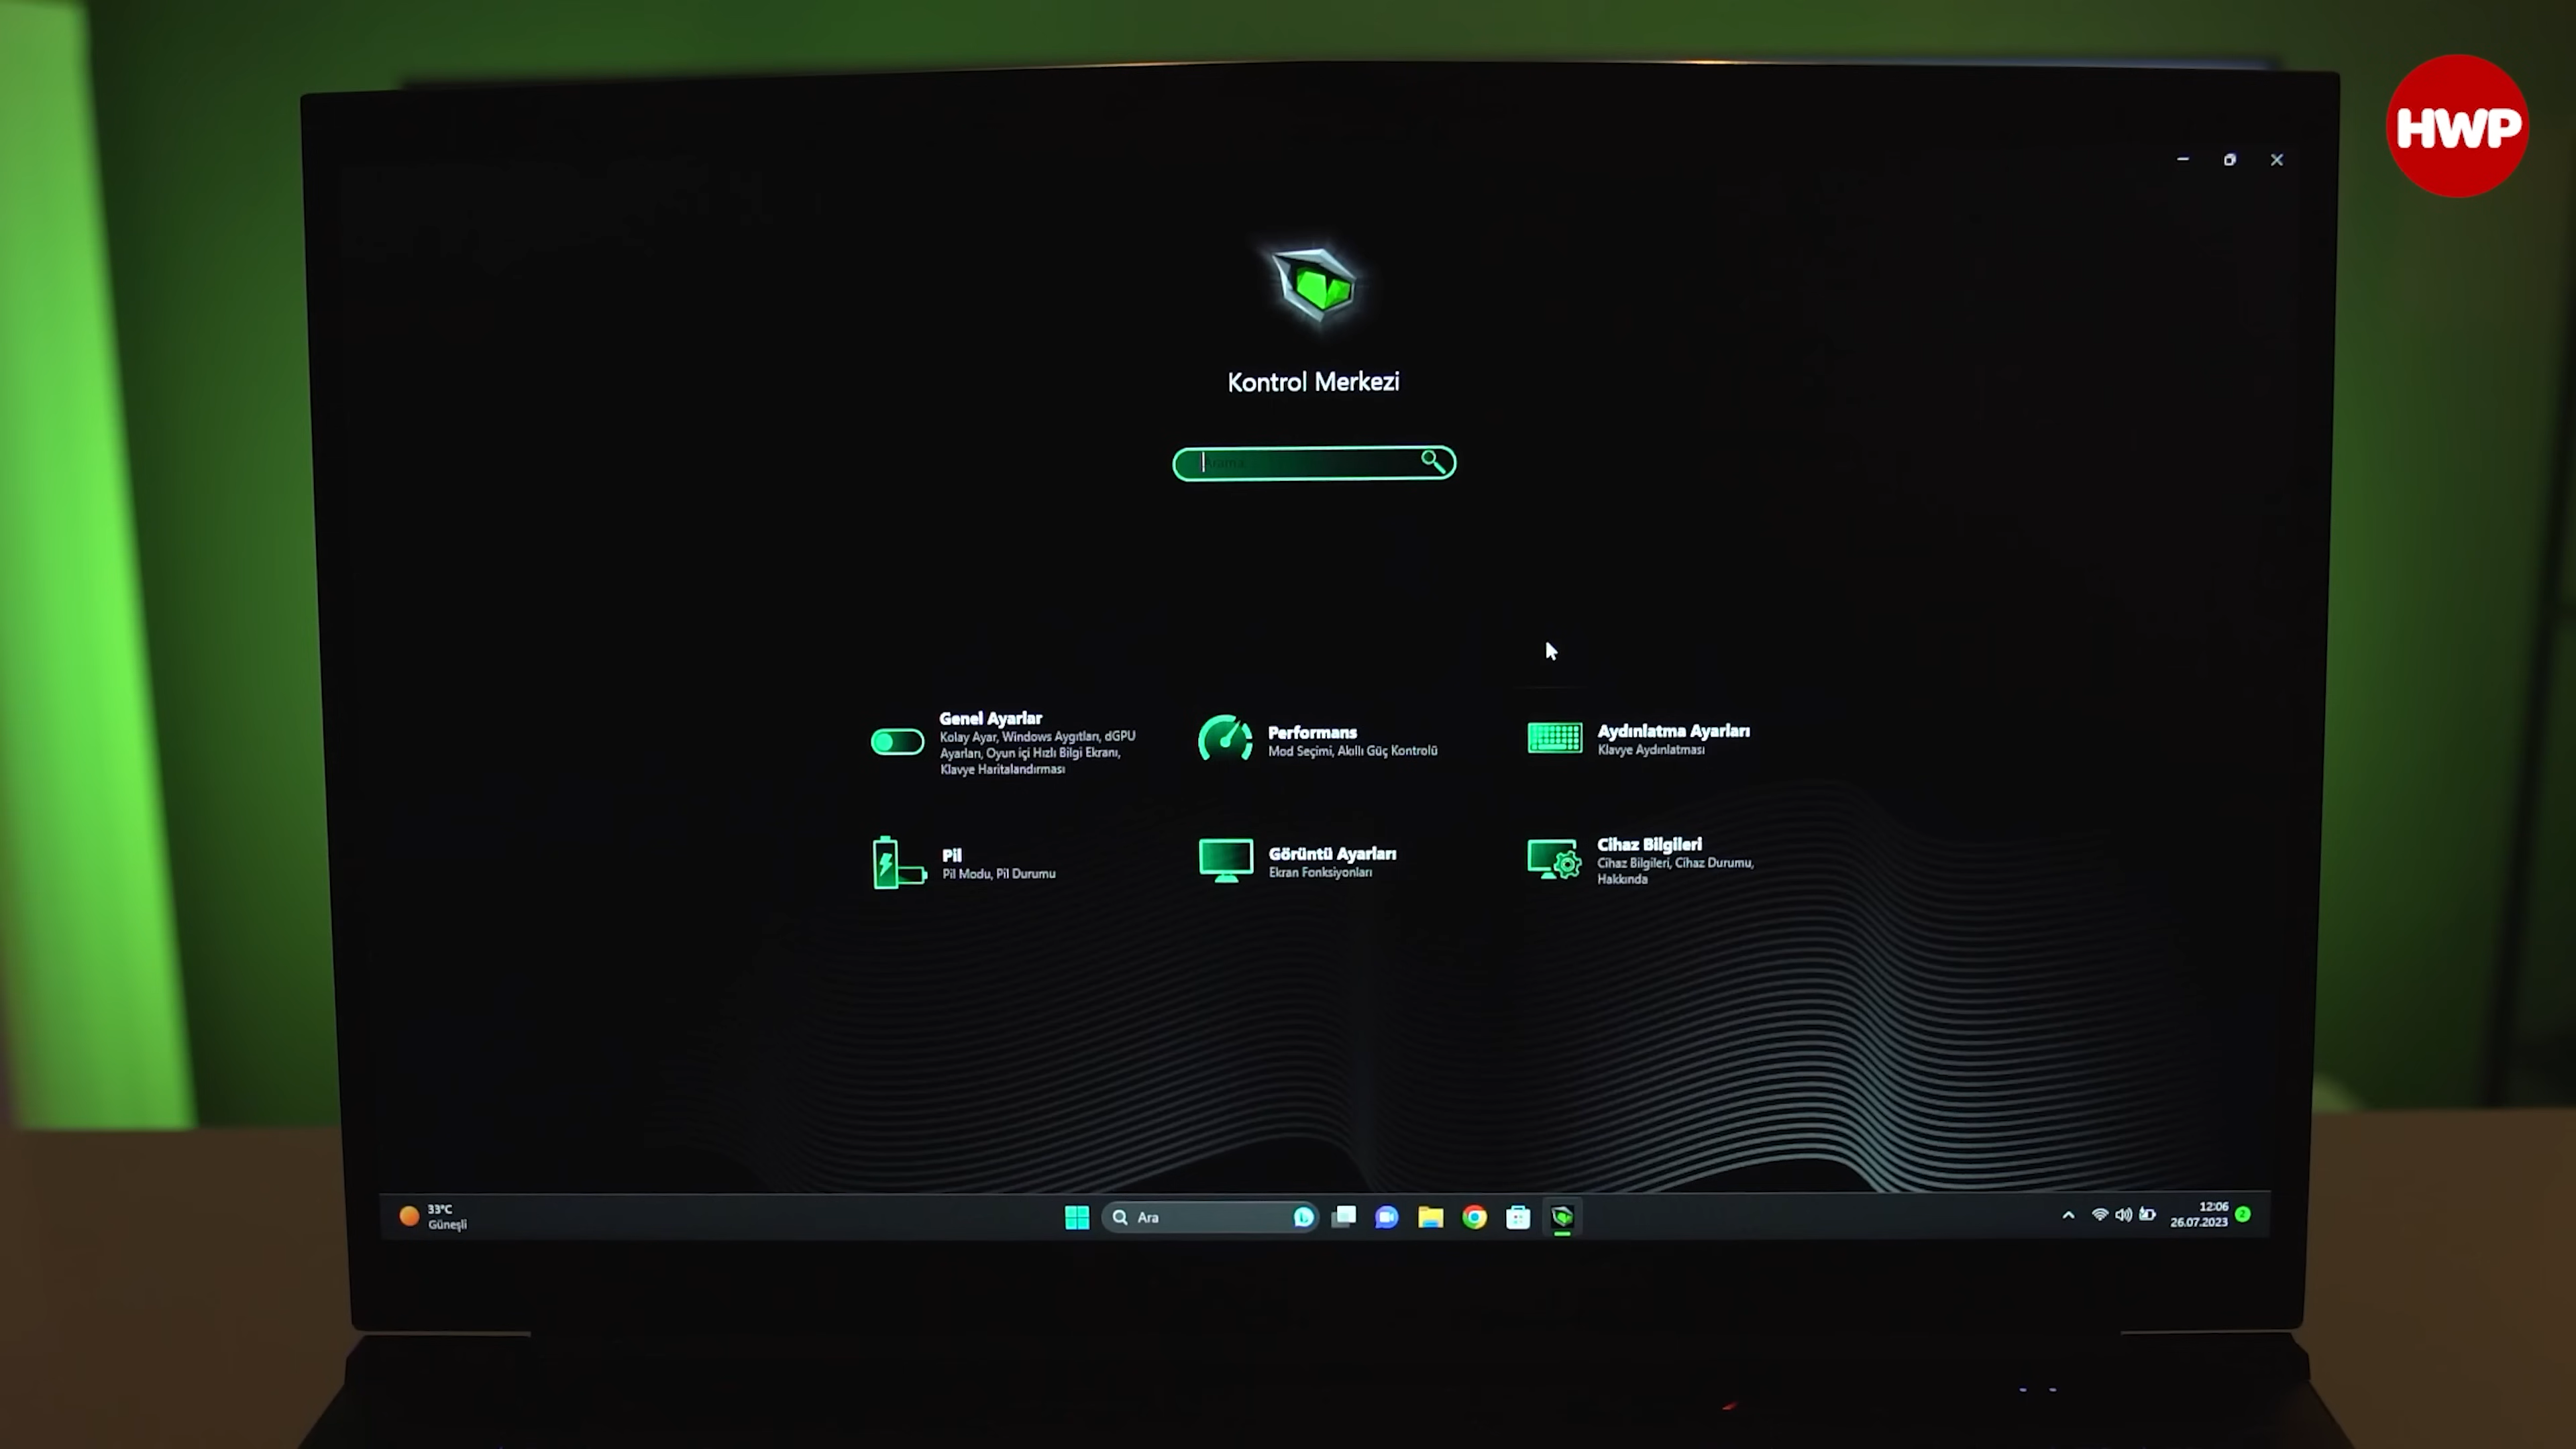 HWP
Kontrol Merkezi
Arama
Genel Ayarlar
Kolay Ayar, Windows Aygıtları, dGPU
Ayarları, Oyun içi Hızlı Bilgi Ekranı,
Klavye Haritalandırması
Performans
Mod Seçimi, Akıllı Güç Kontrolü
Aydınlatma Ayarları
Klavye Aydınlatması
Pil
Pil Modu, Pil Durumu
Görüntü Ayarları
Ekran Fonksiyonları
Cihaz Bilgileri
Cihaz Bilgileri, Cihaz Durumu,
Hakkında
33°C
Güneşli
Ara
12:06
26.07.2023
2